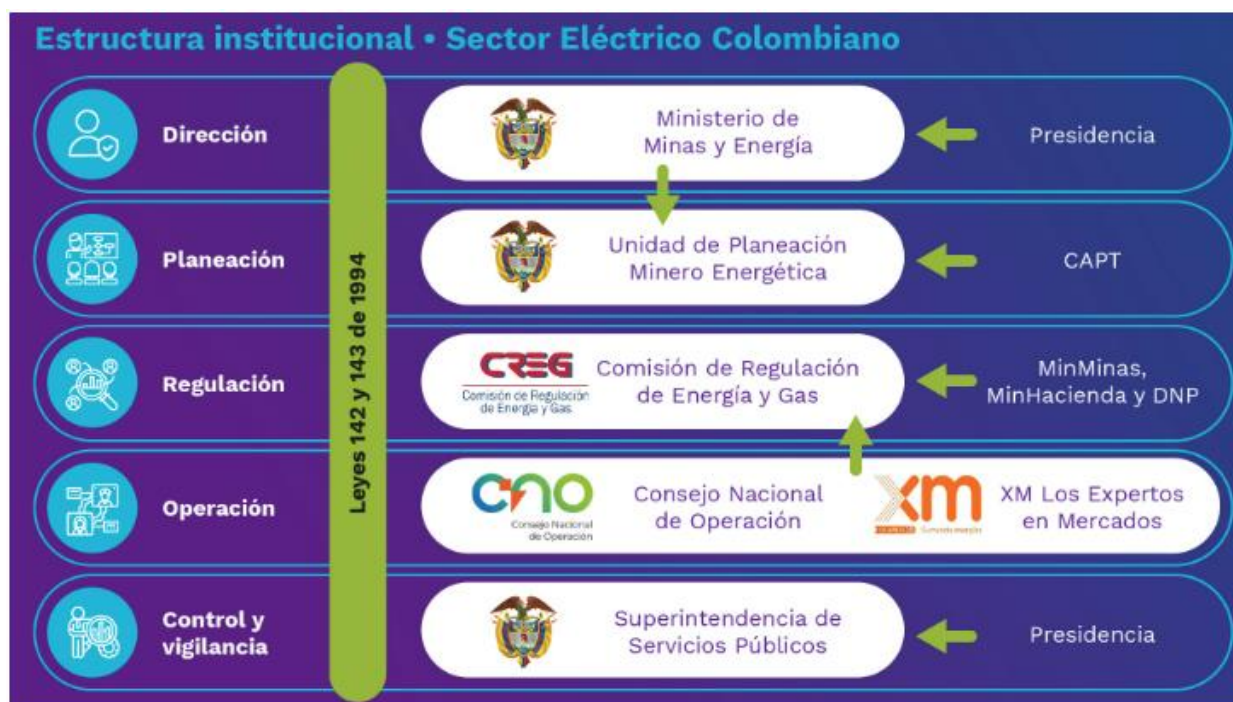 Estructura institucional • Sector Eléctrico Colombiano
Leyes 142 y 143 de 1994
Dirección
Ministerio de
Minas y Energía
Presidencia
Planeación
Unidad de Planeación
Minero Energética
CAPT
Regulación
CREG
Comisión de Regulación
de Energía y Gas
Comisión de Regulación
de Energía y Gas
MinMinas,
MinHacienda y DNP
Operación
cno
Consejo Nacional
de Operación
Consejo Nacional
de Operación
xm
XM Los Expertos
en Mercados
Control y
vigilancia
Superintendencia de
Servicios Públicos
Presidencia